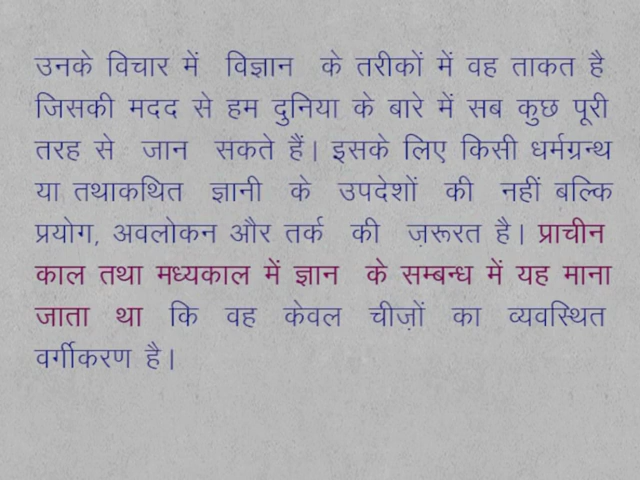 उनके विचार में विज्ञान के तरीकों में वह ताकत है
जिसकी मदद से हम दुनिया के बारे में सब कुछ पूरी
तरह से जान सकते हैं। इसके लिए किसी धर्मग्रन्थ
या तथाकथित ज्ञानी के उपदेशों की नहीं बल्कि
प्रयोग, अवलोकन और तर्क की ज़रूरत है। प्राचीन
काल तथा मध्यकाल में ज्ञान के सम्बन्ध में यह माना
जाता था कि वह केवल चीज़ों का व्यवस्थित
वर्गीकरण है।